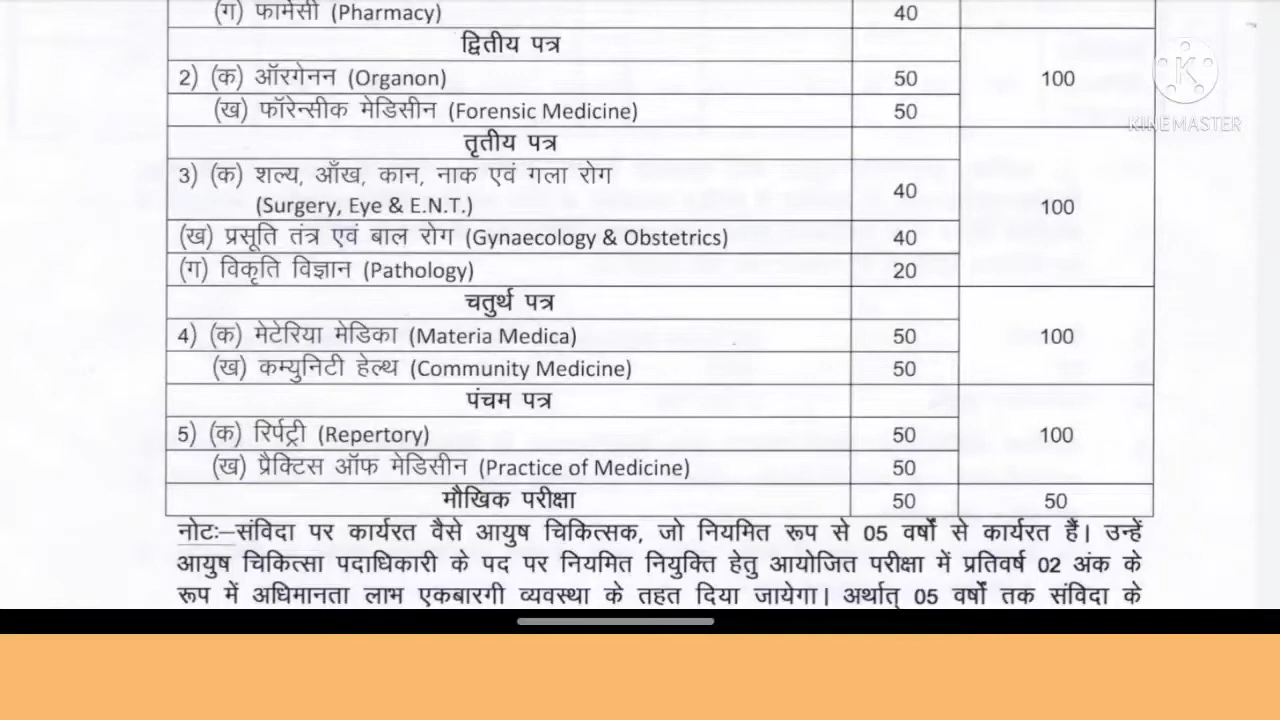 (ग) फार्मेसी (Pharmacy) 40
द्वितीय पत्र
2) (क) ऑरगेनन (Organon) 50 100
(ख) फॉरेन्सीक मेडिसीन (Forensic Medicine) 50
तृतीय पत्र
3) (क) शल्य, आँख, कान, नाक एवं गला रोग
(Surgery, Eye & E.N.T.) 40 100
(ख) प्रसूति तंत्र एवं बाल रोग (Gynaecology & Obstetrics) 40
(ग) विकृति विज्ञान (Pathology) 20
चतुर्थ पत्र
4) (क) मेटेरिया मेडिका (Materia Medica) 50 100
(ख) कम्युनिटी हेल्थ (Community Medicine) 50
पंचम पत्र
5) (क) रिर्पट्री (Repertory) 50 100
(ख) प्रैक्टिस ऑफ मेडिसीन (Practice of Medicine) 50
मौखिक परीक्षा 50 50
नोटः–संविदा पर कार्यरत वैसे आयुष चिकित्सक, जो नियमित रूप से 05 वर्षों से कार्यरत हैं। उन्हें
आयुष चिकित्सा पदाधिकारी के पद पर नियमित नियुक्ति हेतु आयोजित परीक्षा में प्रतिवर्ष 02 अंक के
रूप में अधिमानता लाभ एकबारगी व्यवस्था के तहत दिया जायेगा। अर्थात् 05 वर्षों तक संविदा के
K
KINEMASTER